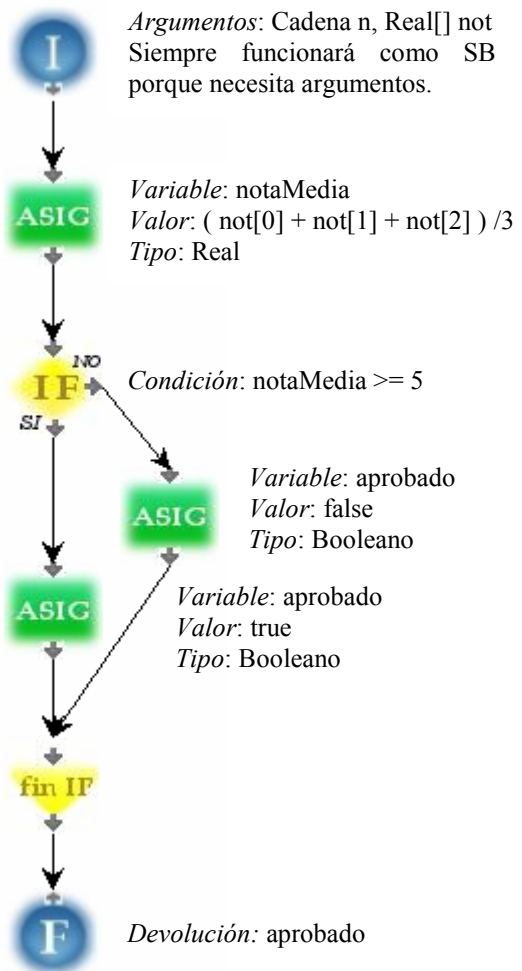 I
Argumentos: Cadena n, Real[] not
Siempre funcionará como SB
porque necesita argumentos.
ASIG
Variable: notaMedia
Valor: ( not[0] + not[1] + not[2] ) /3
Tipo: Real
NO
IF
Condición: notaMedia >= 5
SI
ASIG
Variable: aprobado
Valor: false
Tipo: Booleano
ASIG
Variable: aprobado
Valor: true
Tipo: Booleano
fin IF
F
Devolución: aprobado